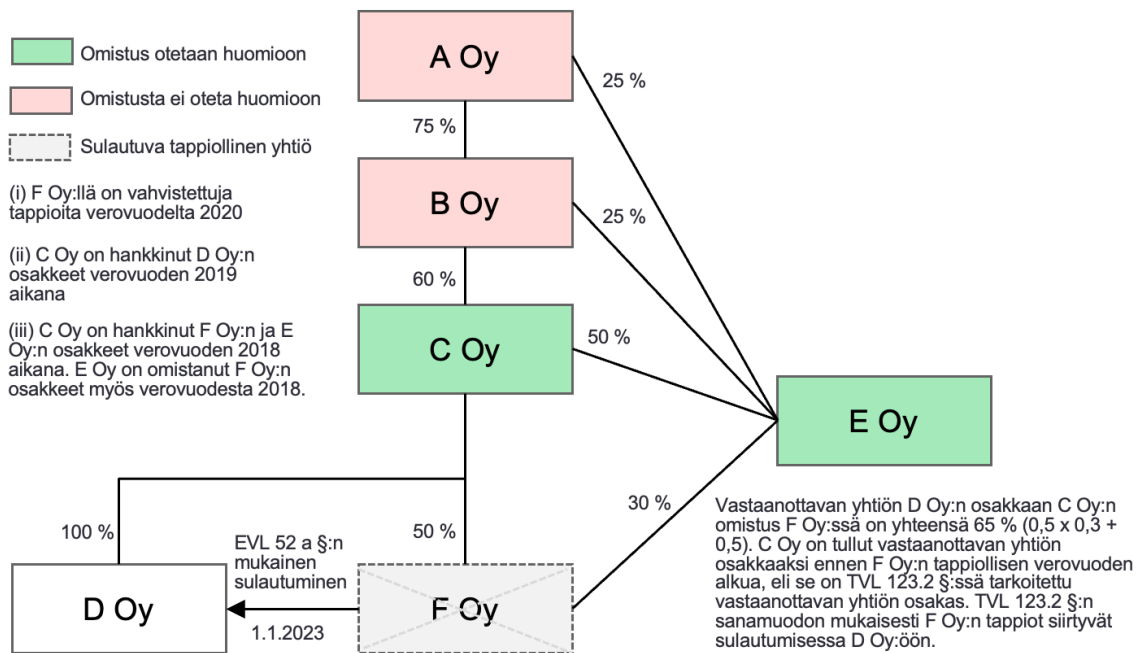 Omistus otetaan huomioon
Omistusta ei oteta huomioon
Sulautuva tappiollinen yhtiö
(i) F Oy:llä on vahvistettuja
tappioita verovuodelta 2020
(ii) C Oy on hankkinut D Oy:n
osakkeet verovuoden 2019
aikana
(iii) C Oy on hankkinut F Oy:n ja E
Oy:n osakkeet verovuoden 2018
aikana. E Oy on omistanut F Oy:n
osakkeet myös verovuodesta 2018.
A Oy
75 %
25 %
B Oy
25 %
60 %
C Oy
50 %
E Oy
30 %
100 %
50 %
EVL 52 a §:n
mukainen
sulautuminen
1.1.2023
D Oy
F Oy
Vastaanottavan yhtiön D Oy:n osakkaan C Oy:n
omistus F Oy:ssä on yhteensä 65 % (0,5 x 0,3 +
0,5). C Oy on tullut vastaanottavan yhtiön
osakkaaksi ennen F Oy:n tappiollisen verovuoden
alkua, eli se on TVL 123.2 §:ssä tarkoitettu
vastaanottavan yhtiön osakas. TVL 123.2 §:n
sanamuodon mukaisesti F Oy:n tappiot siirtyvät
sulautumisessa D Oy:öön.